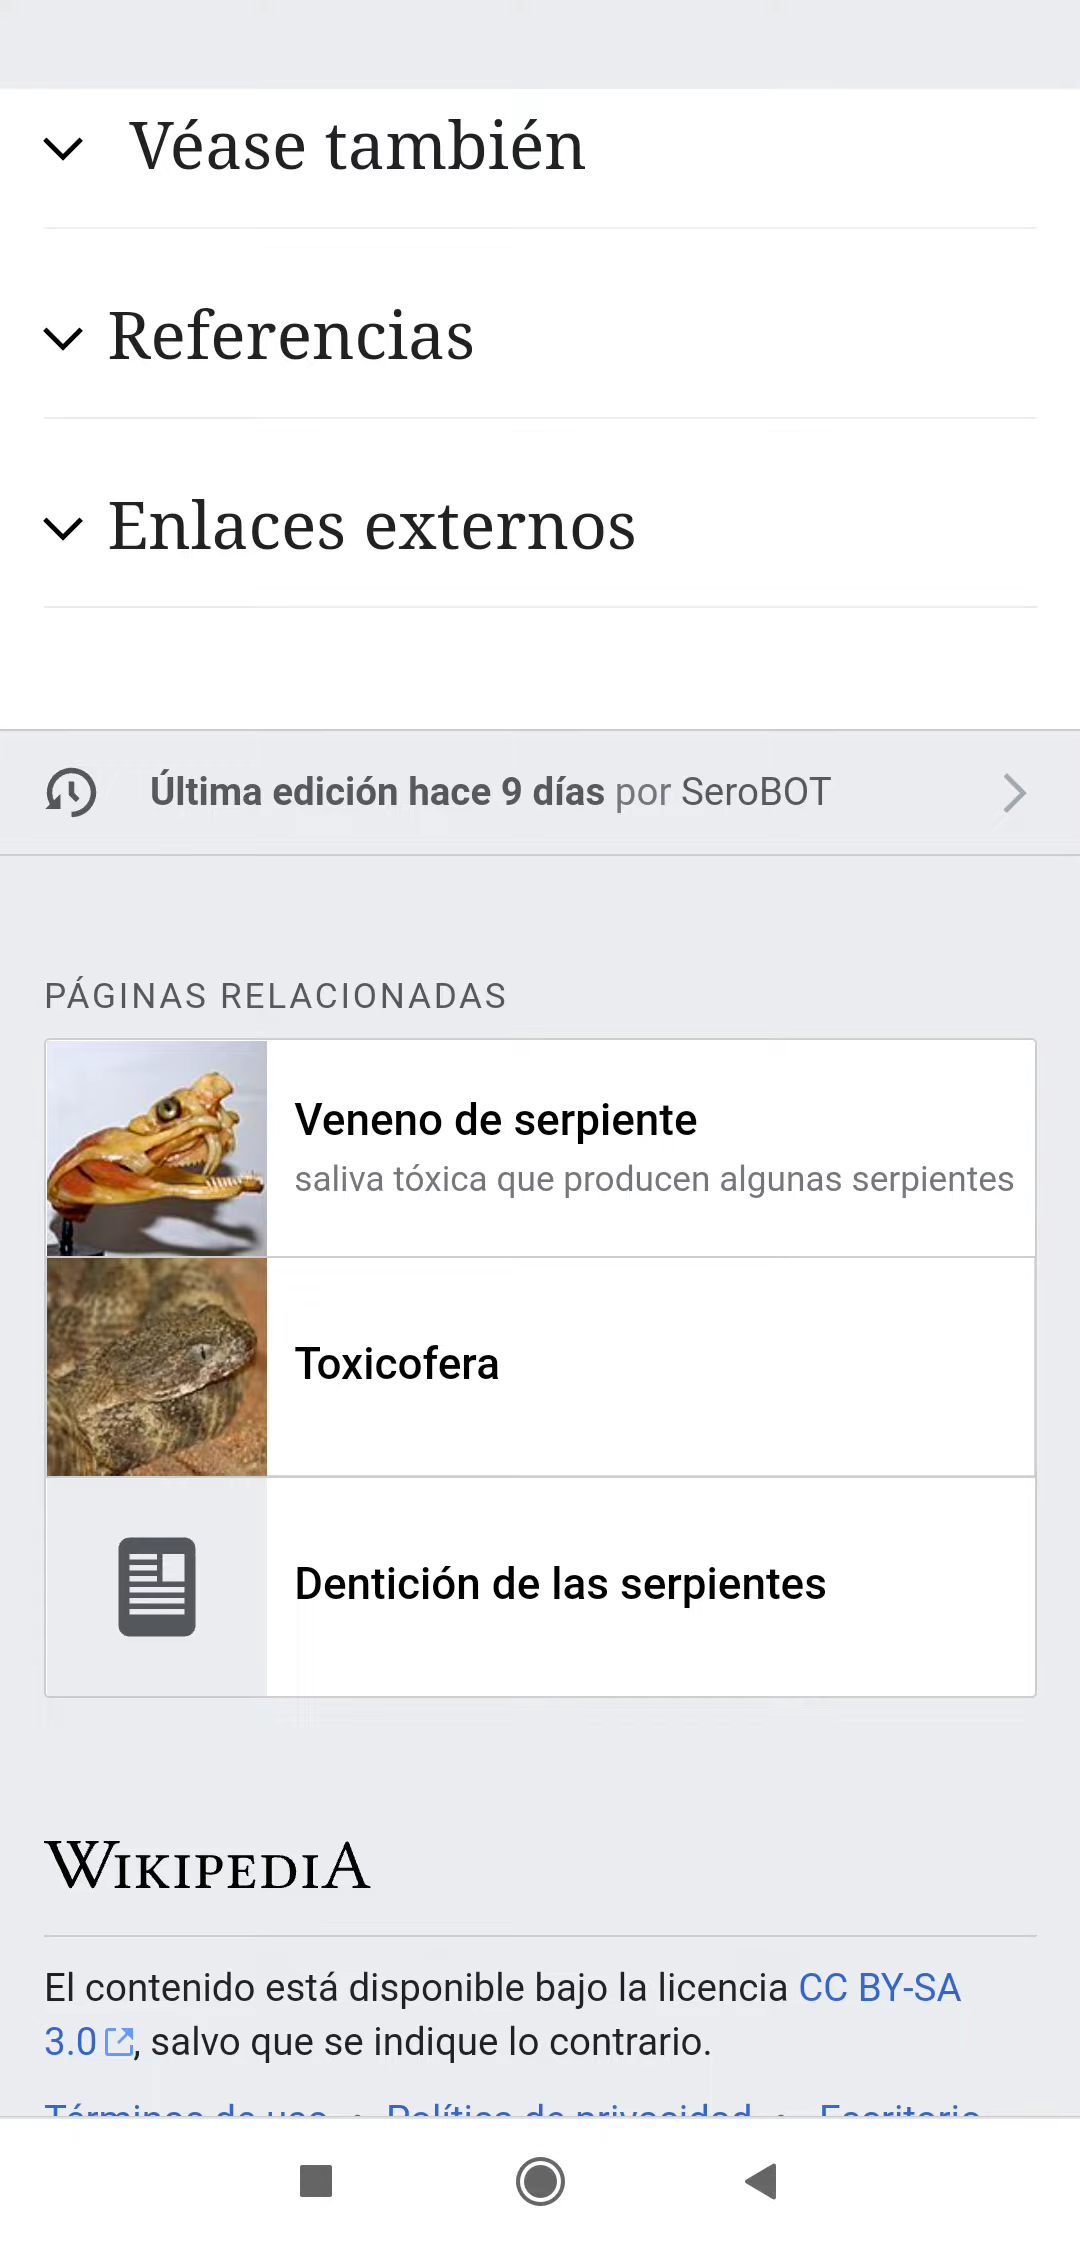 Véase también
Referencias
Enlaces externos
Última edición hace 9 días por SeroBOT
PÁGINAS RELACIONADAS
Veneno de serpiente
saliva tóxica que producen algunas serpientes
Toxicofera
Dentición de las serpientes
WIKIPEDIA
El contenido está disponible bajo la licencia CC BY-SA
3.0, salvo que se indique lo contrario.
Términos de uso • Política de privacidad • Escritorio